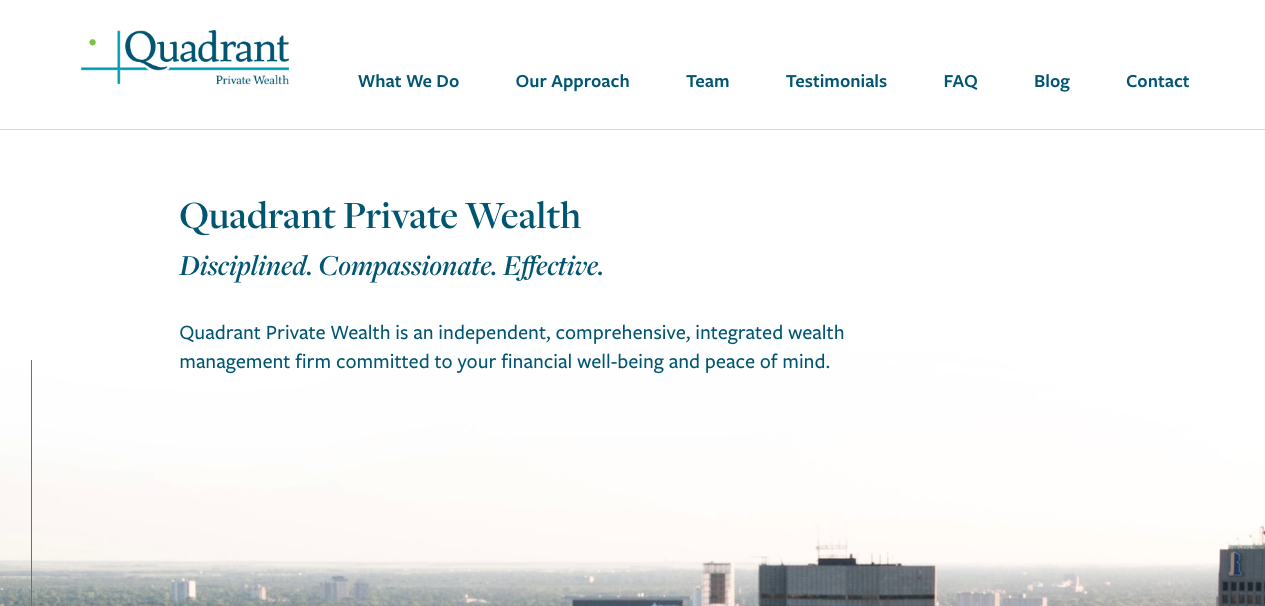 Quadrant
Private Wealth
What We Do
Our Approach
Team
Testimonials
FAQ
Blog
Contact
Quadrant Private Wealth
Disciplined. Compassionate. Effective.
Quadrant Private Wealth is an independent, comprehensive, integrated wealth
management firm committed to your financial well-being and peace of mind.